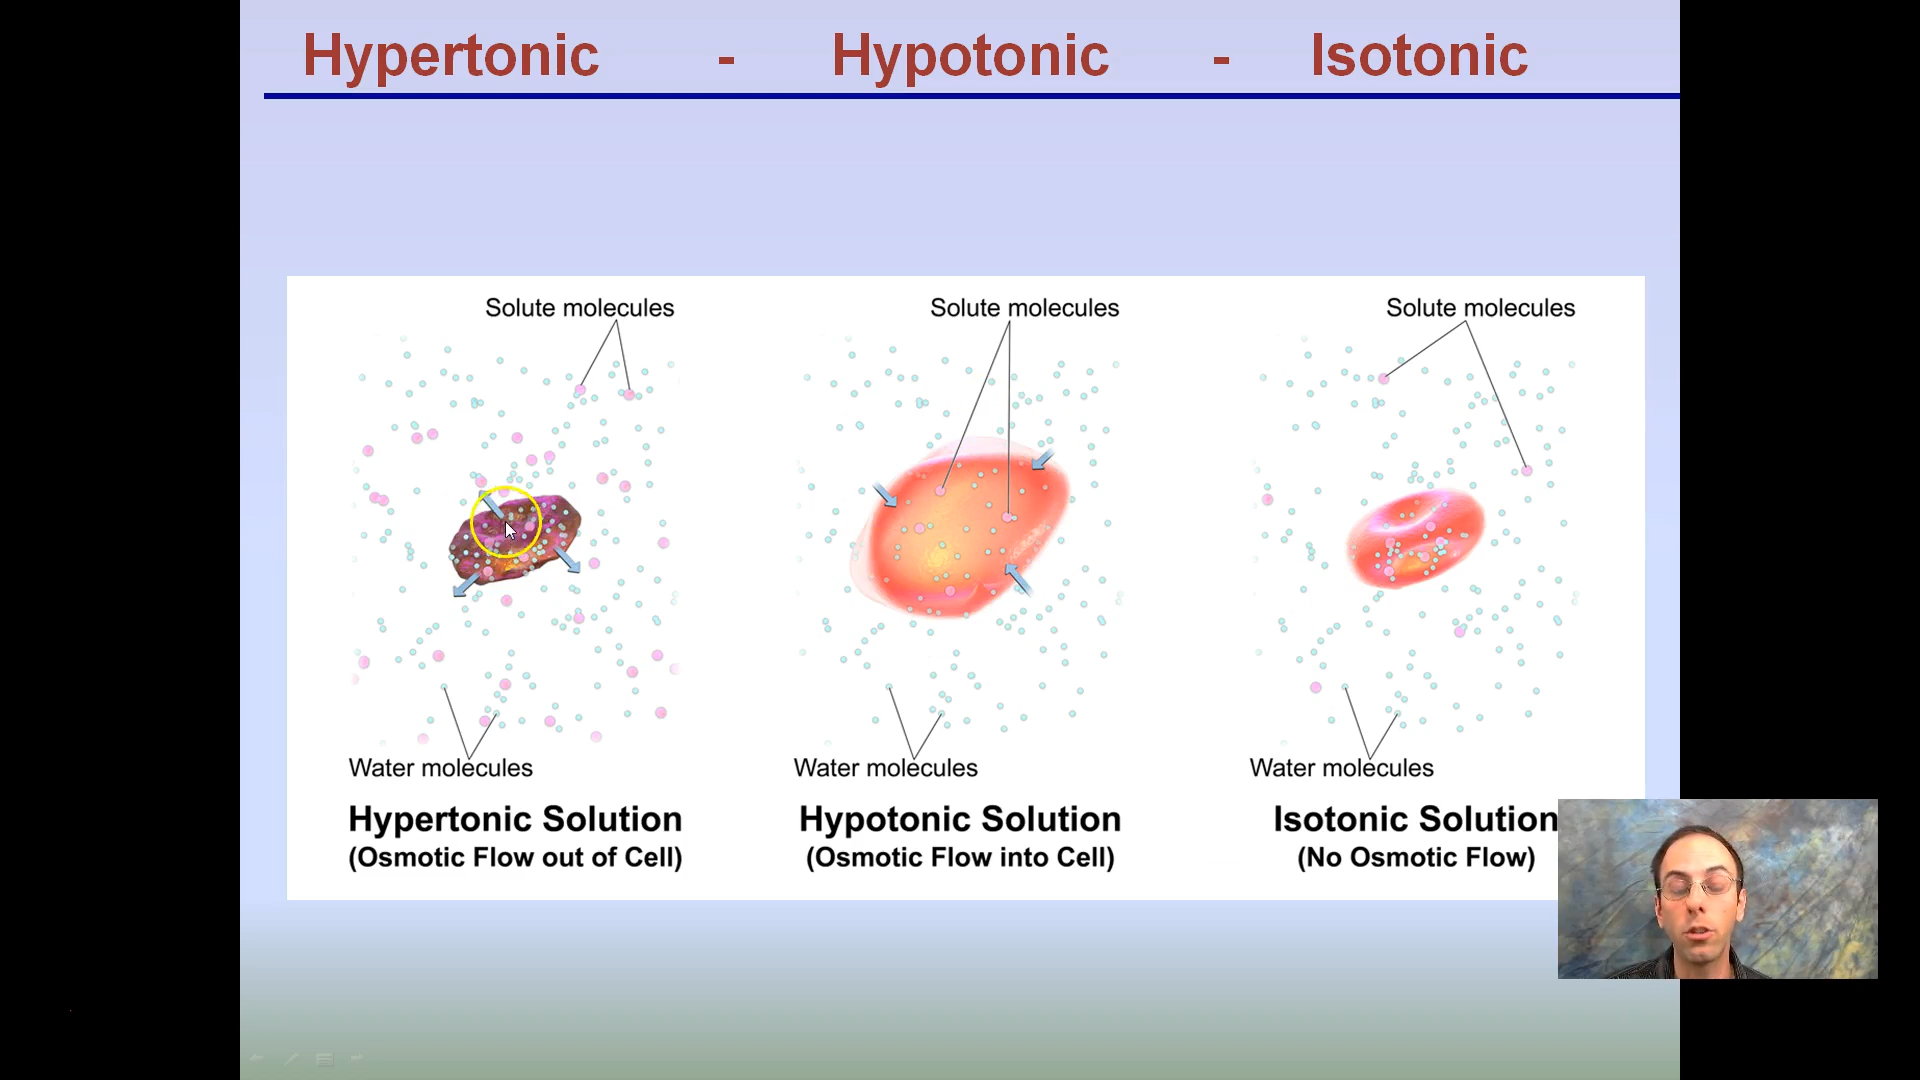 Hypertonic - Hypotonic - Isotonic
Solute molecules
Water molecules
Hypertonic Solution
(Osmotic Flow out of Cell)
Solute molecules
Water molecules
Hypotonic Solution
(Osmotic Flow into Cell)
Solute molecules
Water molecules
Isotonic Solution
(No Osmotic Flow)